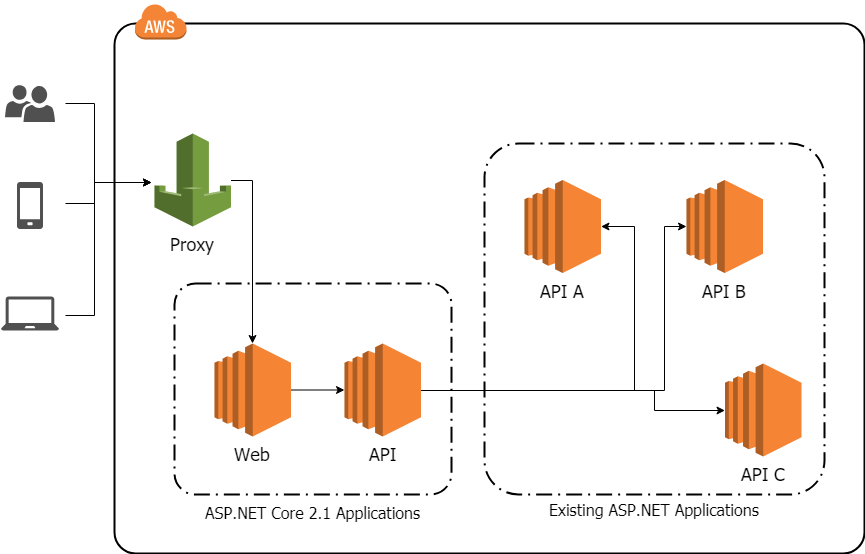 AWS
Proxy
API A
API B
Web
API
API C
ASP.NET Core 2.1 Applications
Existing ASP.NET Applications